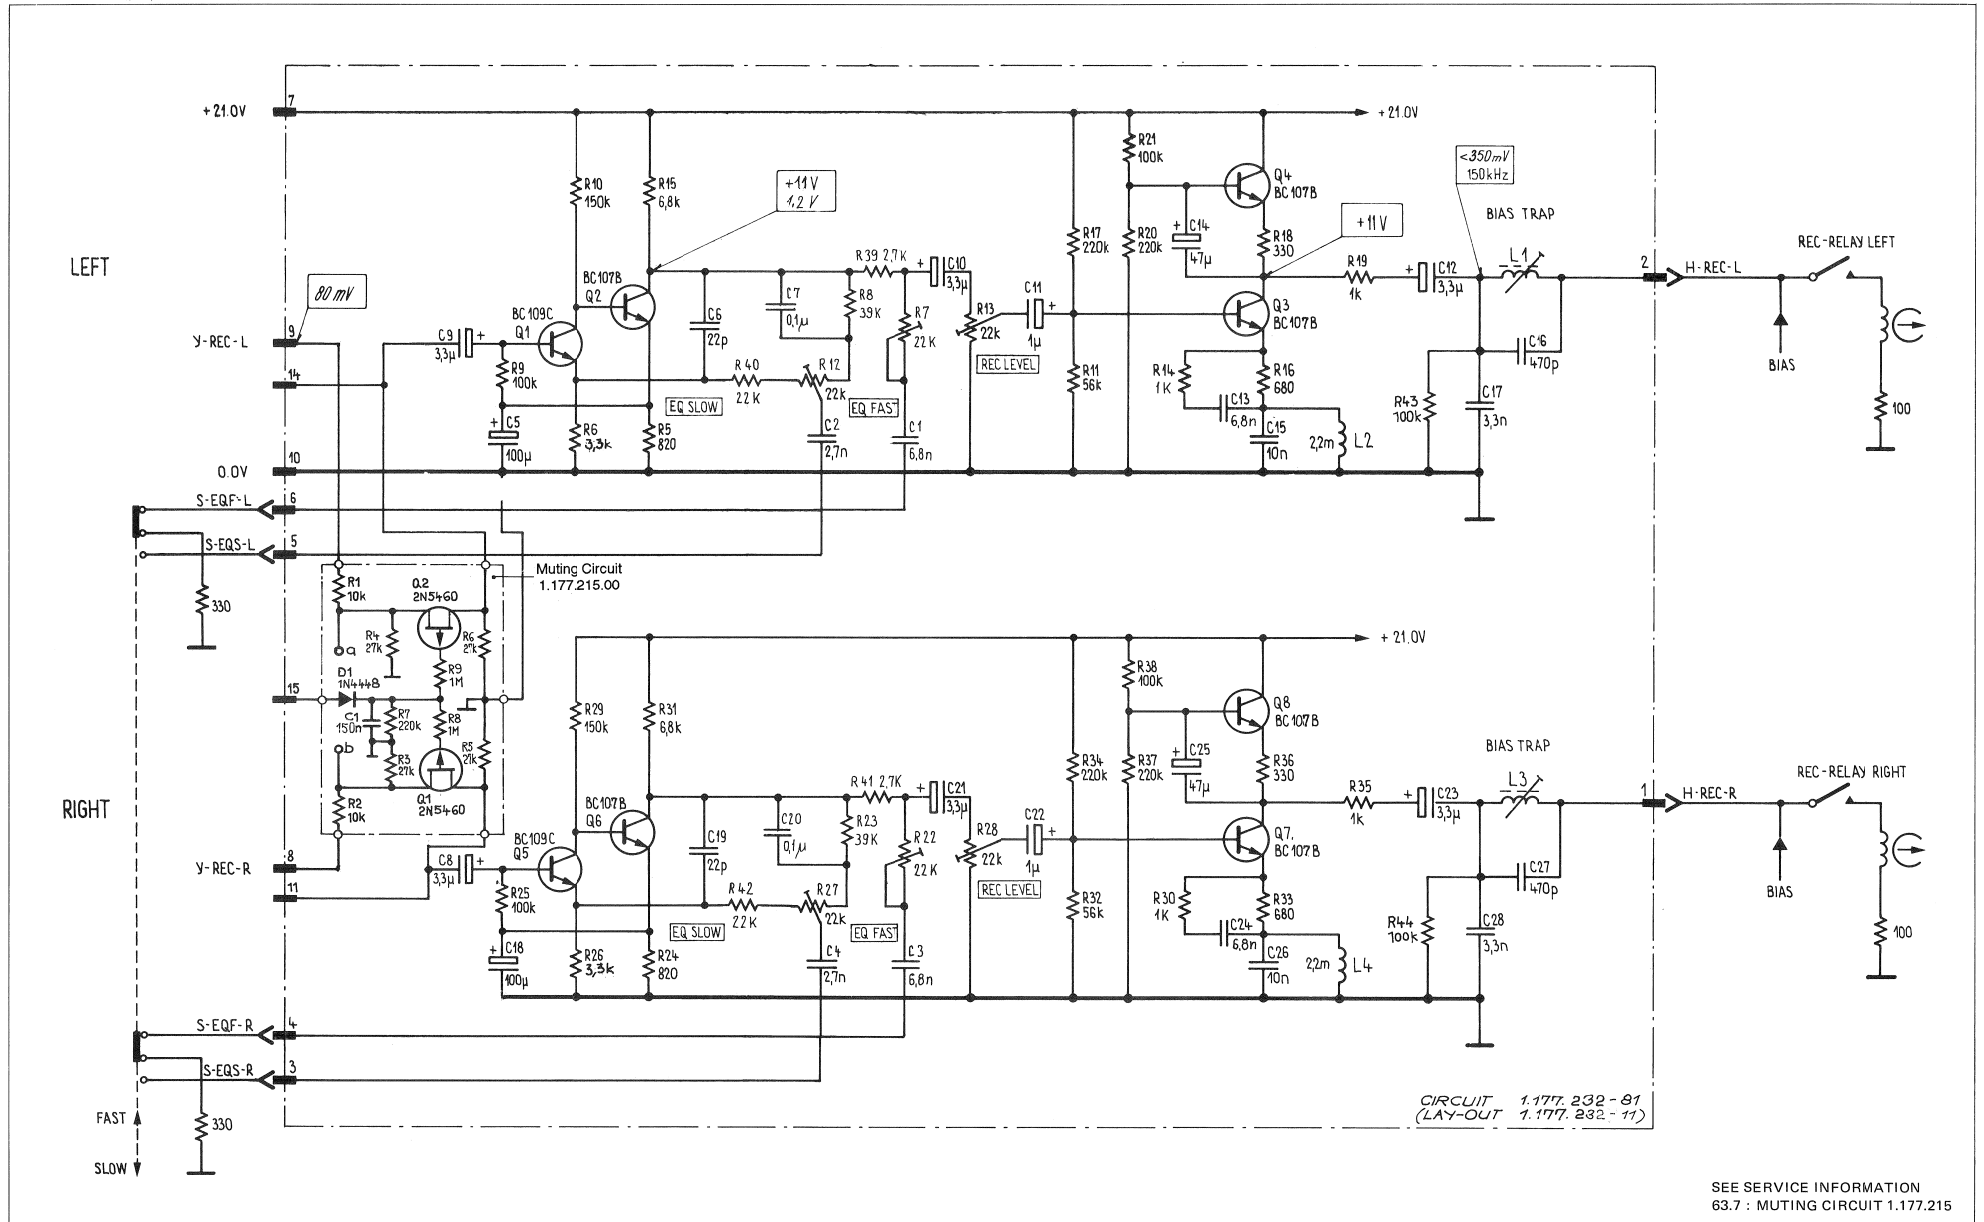 +21.0V
7
+ 21.0V
R10
150k
R15
6,8k
+11V
1,2 V
R17
220k
R21
100k
R20
220k
C14
+
47µ
Q4
BC107B
R18
330
+11V
<350mV
150kHz
BIAS TRAP
L1
REC-RELAY LEFT
LEFT
80 mV
Y-REC-L
9
14
C9
+
3,3µ
BC109C
Q1
BC107B
Q2
R9
100k
C5
+
100µ
R6
3,3k
R5
820
C6
22p
C7
0,1µ
R39 2,7K
R8
39K
R7
22K
R40
22K
R12
22k
EQ SLOW
EQ FAST
C2
2,7n
C1
6,8n
+
C10
3,3µ
R13
22k
REC LEVEL
C11
+
1µ
R11
56k
Q3
BC107B
R14
1K
R16
680
C13
6,8n
C15
10n
2,2m
L2
R19
1k
+
C12
3,3µ
R43
100k
C16
470p
C17
3,3n
2
H-REC-L
BIAS
100
0.0V
10
S-EQF-L
6
S-EQS-L
5
330
Muting Circuit
1.177.215.00
R1
10k
Q2
2N5460
R4
27k
R6
27k
a
R9
1M
D1
1N4448
15
C1
150n
R7
220k
R8
1M
b
R3
27k
R5
27k
R2
10k
Q1
2N5460
RIGHT
Y-REC-R
8
11
+ 21.0V
R29
150k
R31
6,8k
R34
220k
R38
100k
R37
220k
+
C25
47µ
Q8
BC107B
R36
330
BIAS TRAP
L3
REC-RELAY RIGHT
C8
+
3,3µ
BC109C
Q5
BC107B
Q6
R25
100k
+
C18
100µ
R26
3,3k
R24
820
C19
22p
C20
0,1µ
R41 2,7K
R23
39K
R22
22K
R42
22K
R27
22k
EQ SLOW
EQ FAST
C4
2,7n
C3
6,8n
+
C21
3,3µ
R28
22k
REC LEVEL
C22
+
1µ
R32
56k
Q7
BC107B
R30
1K
R33
680
C24
6,8n
C26
10n
2,2m
L4
R35
1k
+
C23
3,3µ
R44
100k
C27
470p
C28
3,3n
1
H-REC-R
BIAS
100
S-EQF-R
4
S-EQS-R
3
330
FAST
SLOW
CIRCUIT 1.177.232-81
(LAY-OUT 1.177.232-11)
SEE SERVICE INFORMATION
63.7 : MUTING CIRCUIT 1.177.215